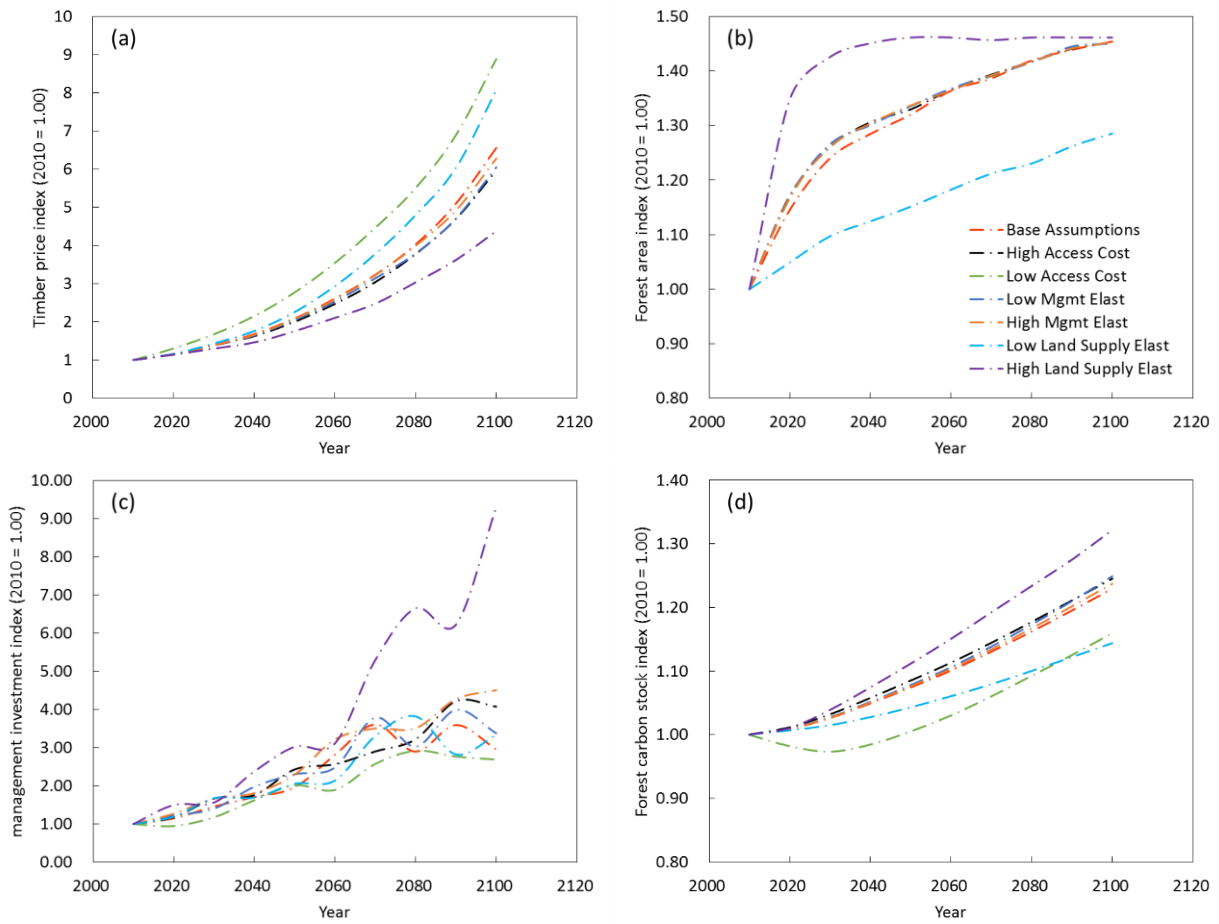 (a)
Timber price index (2010 = 1.00)
10
9
8
7
6
5
4
3
2
1
0
2000 2020 2040 2060 2080 2100 2120
Year
(b)
Forest area index (2010 = 1.00)
1.50
1.40
1.30
1.20
1.10
1.00
0.90
0.80
Base Assumptions
High Access Cost
Low Access Cost
Low Mgmt Elast
High Mgmt Elast
Low Land Supply Elast
High Land Supply Elast
2000 2020 2040 2060 2080 2100 2120
Year
(c)
management investment index (2010 = 1.00)
10.00
9.00
8.00
7.00
6.00
5.00
4.00
3.00
2.00
1.00
0.00
2000 2020 2040 2060 2080 2100 2120
Year
(d)
Forest carbon stock index (2010 = 1.00)
1.40
1.30
1.20
1.10
1.00
0.90
0.80
2000 2020 2040 2060 2080 2100 2120
Year